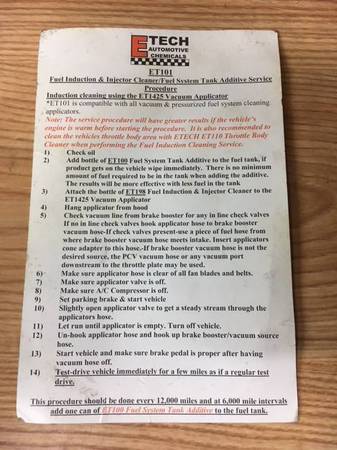 ETECH
AUTOMOTIVE
CHEMICALS
ET101
Fuel Induction & Injector Cleaner/Fuel System Tank Additive Service
Procedure
Induction cleaning using the ET1425 Vacuum Applicator
*ET101 is compatible with all vacuum & pressurized fuel system cleaning
applicators.
Note: The service procedure will have greater results if the vehicle's
engine is warm before starting the procedure. It is also recommended to
clean the vehicles throttle body area with ETECH ET110 Throttle Body
Cleaner when performing the Fuel Induction Cleaning Service.
1) Check oil
2) Add bottle of ET100 Fuel System Tank Additive to the fuel tank, if
product gets on the vehicle wipe immediately. There is no minimum
amount of fuel required to be in the tank when adding the additive.
The results will be more effective with less fuel in the tank
3) Attach the bottle of ET198 Fuel Induction & Injector Cleaner to the
ET1425 Vacuum Applicator
4) Hang applicator from hood
5) Check vacuum line from brake booster for any in line check valves
If no in line check valves hook applicator hose to brake booster
vacuum hose-If check valves present-use a piece of fuel hose from
where brake booster vacuum hose meets intake. Insert applicators
cone adapter to this hose.-If brake booster vacuum hose is not the
desired source, the PCV vacuum hose or any vacuum port
downstream to the throttle plate may be used.
6) Make sure applicator hose is clear of all fan blades and belts.
7) Make sure applicator valve is off.
8) Make sure A/C Compressor is off.
9) Set parking brake & start vehicle
10) Slightly open applicator valve to get a steady stream through the
applicators hose.
11) Let run until applicator is empty. Turn off vehicle.
12) Un-hook applicator hose and hook up brake booster/vacuum source
hose.
13) Start vehicle and make sure brake pedal is proper after having
vacuum hose off.
14) Test-drive vehicle immediately for a few miles as if a regular test
drive.
This procedure should be done every 12,000 miles and at 6,000 mile intervals
add one can of ET100 Fuel System Tank Additive to the fuel tank.